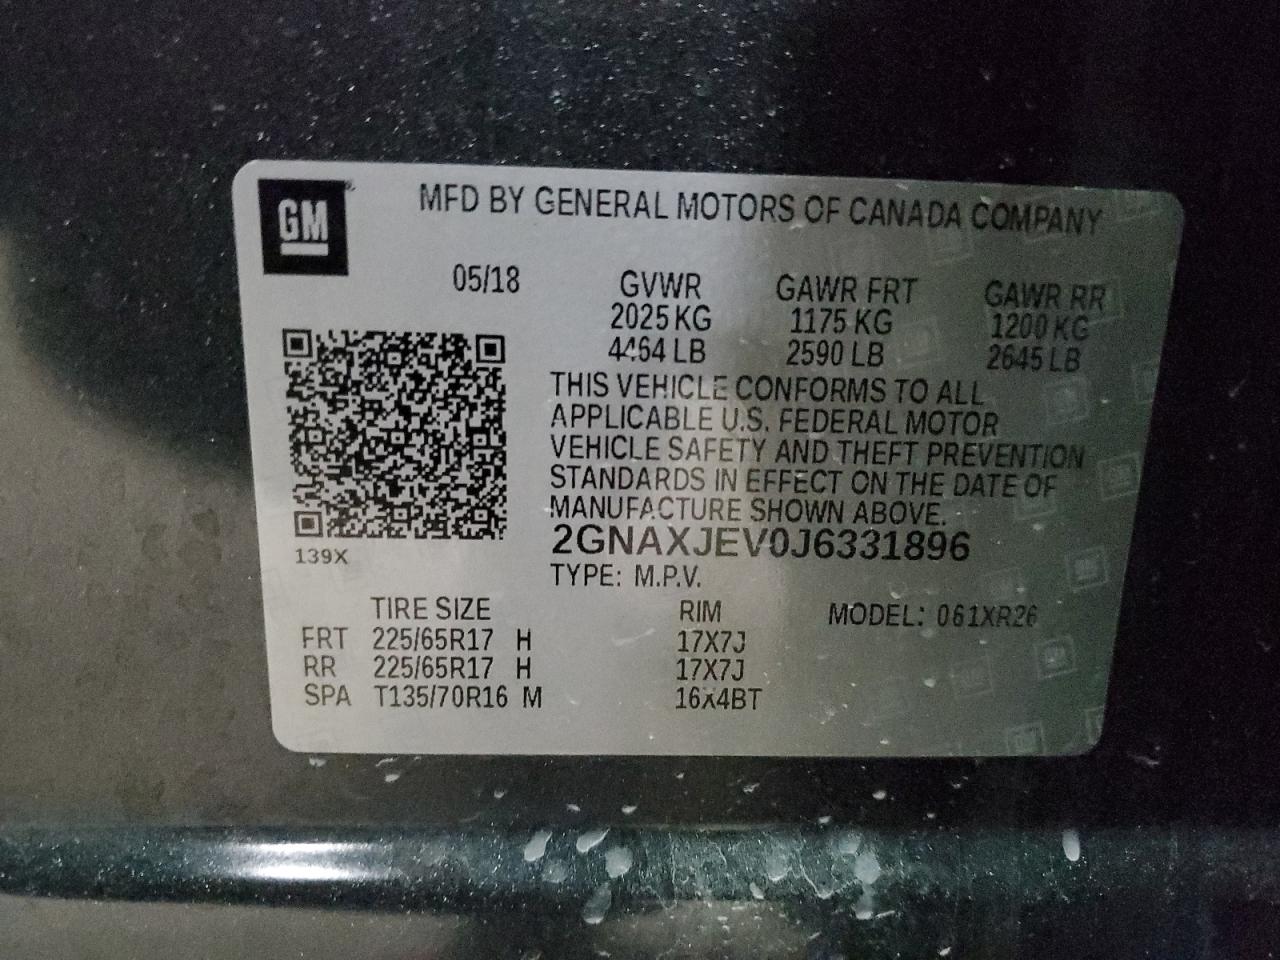 GM
MFD BY GENERAL MOTORS OF CANADA COMPANY
05/18 GVWR GAWR FRT GAWR RR
2025 KG 1175 KG 1200 KG
4464 LB 2590 LB 2645 LB
THIS VEHICLE CONFORMS TO ALL
APPLICABLE U.S. FEDERAL MOTOR
VEHICLE SAFETY AND THEFT PREVENTION
STANDARDS IN EFFECT ON THE DATE OF
MANUFACTURE SHOWN ABOVE.
2GNAXJEV0J6331896
139X
TYPE: M.P.V.
TIRE SIZE RIM MODEL: 061XR26
FRT 225/65R17 H 17X7J
RR 225/65R17 H 17X7J
SPA T135/70R16 M 16X4BT